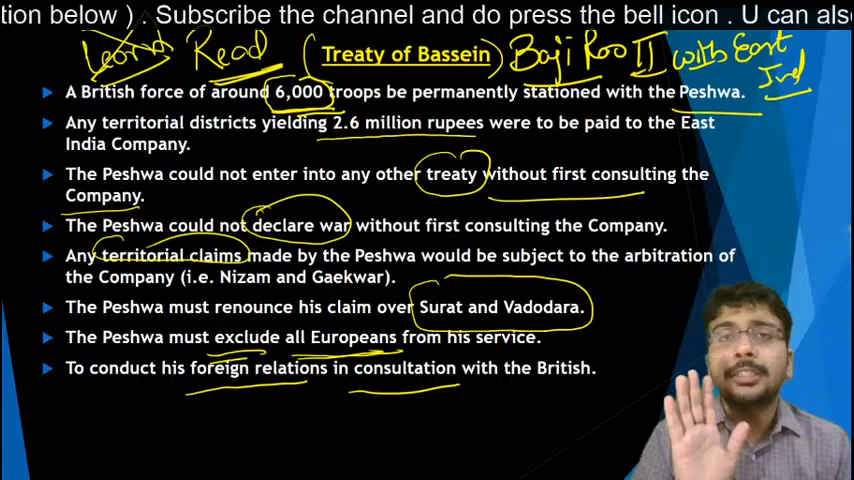 tion below ) . Subscribe the channel and do press the bell icon . U can also
Learn Read (Treaty of Bassein) Baji Rao II with East
Ind
A British force of around 6,000 troops be permanently stationed with the Peshwa.
Any territorial districts yielding 2.6 million rupees were to be paid to the East
India Company.
The Peshwa could not enter into any other treaty without first consulting the
Company.
The Peshwa could not declare war without first consulting the Company.
Any territorial claims made by the Peshwa would be subject to the arbitration of
the Company (i.e. Nizam and Gaekwar).
The Peshwa must renounce his claim over Surat and Vadodara.
The Peshwa must exclude all Europeans from his service.
To conduct his foreign relations in consultation with the British.